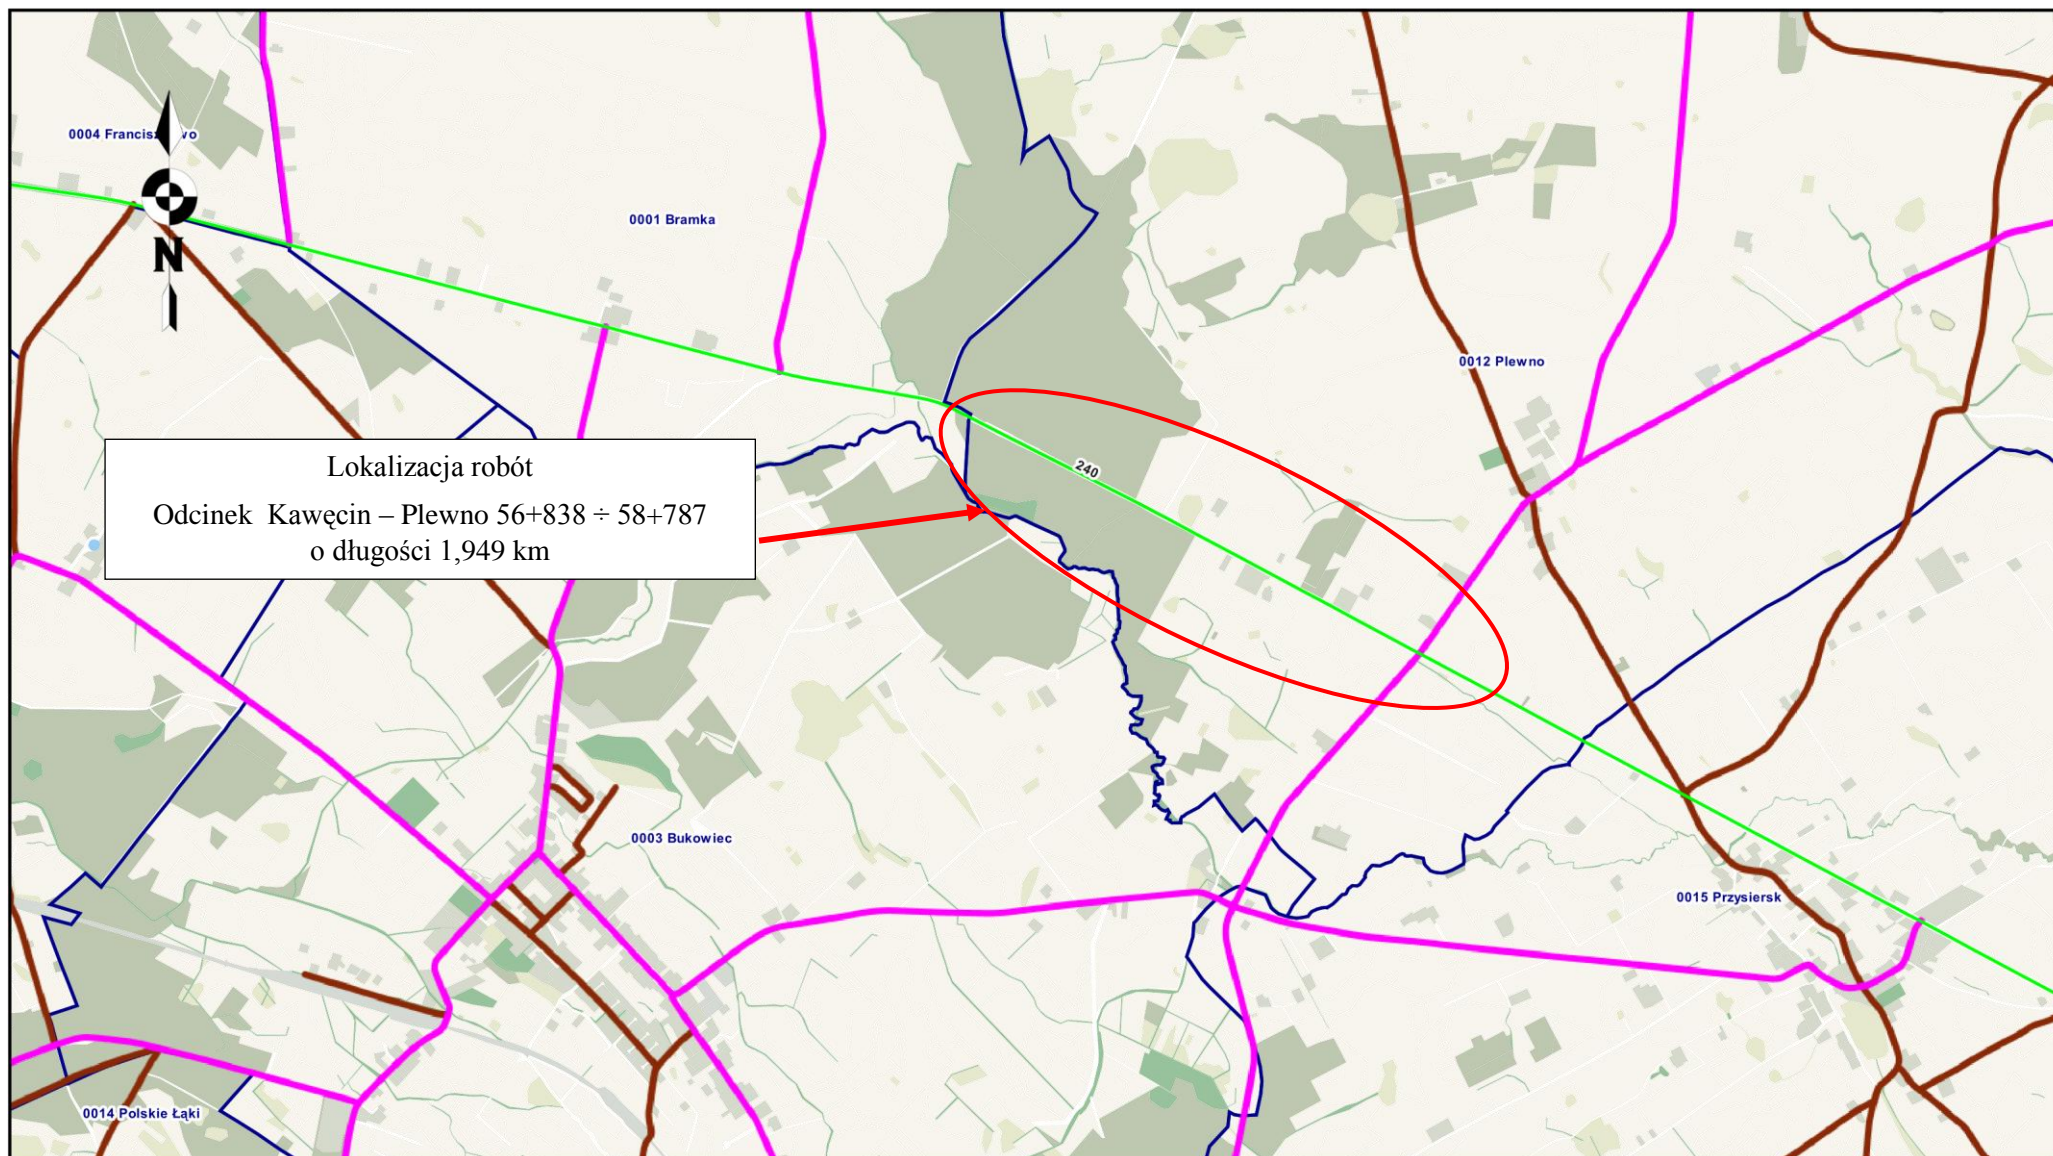 0004 Francis
vo
N
0001 Bramka
0012 Plewno
240
Lokalizacja robót
Odcinek Kawęcin – Plewno 56+838 ÷ 58+787
o długości 1,949 km
0003 Bukowiec
0015 Przysiersk
0014 Polskie Łąki